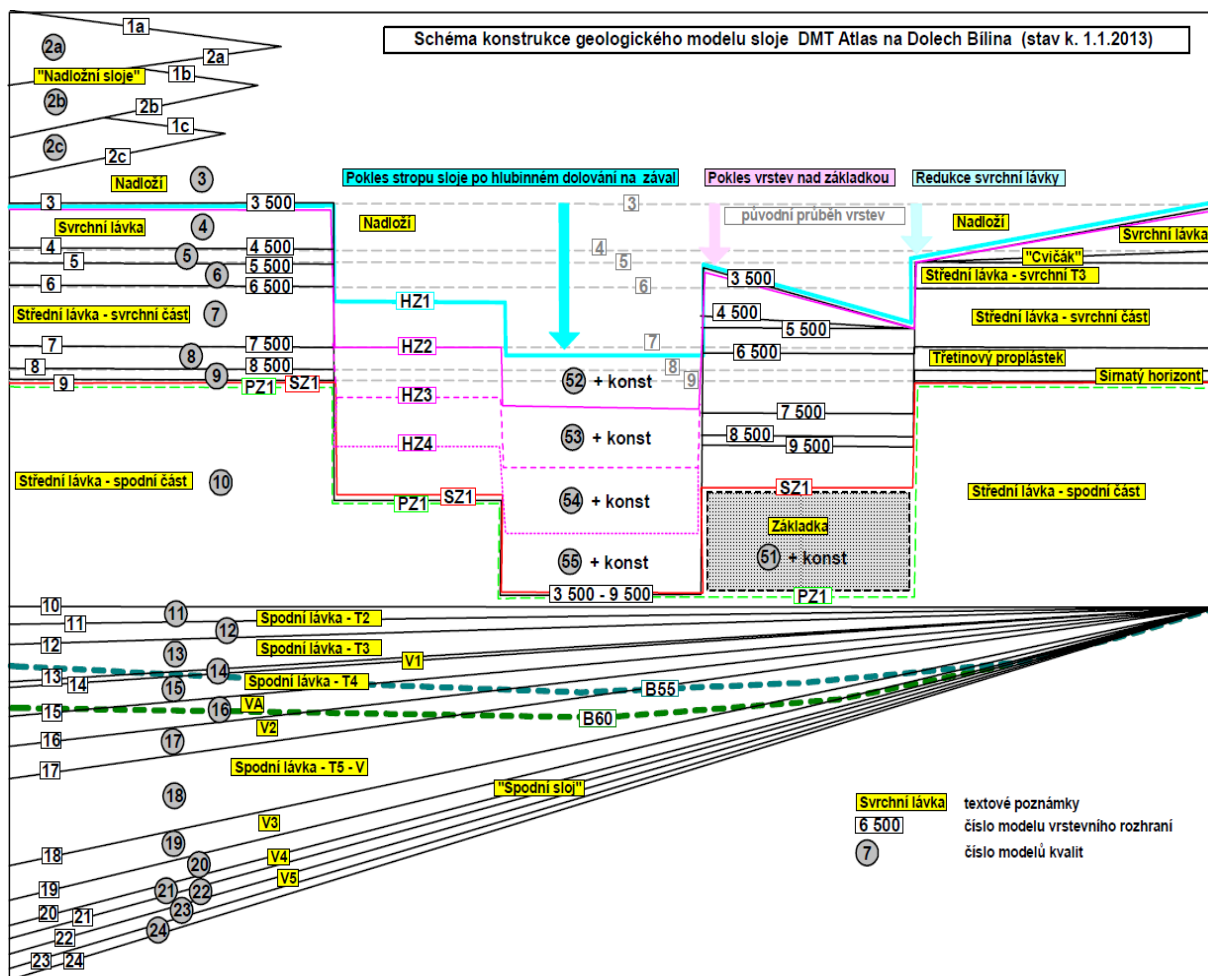 Schéma konstrukce geologického modelu sloje DMT Atlas na Dolech Bílina (stav k. 1.1.2013)
1a
2a
2a
"Nadložní sloje"
1b
2b
2b
1c
2c
2c
Nadloží
3
Pokles stropu sloje po hlubinném dolování na zával
Pokles vrstev nad základkou
Redukce svrchní lávky
3
3 500
3
původní průběh vrstev
Svrchní lávka
4
Nadloží
Nadloží
Svrchní lávka
4
4 500
4
5
5
5 500
5
"Cvičák"
6
6 500
6
6
3 500
Střední lávka - svrchní T3
HZ1
4 500
Střední lávka - svrchní část
7
5 500
Střední lávka - svrchní část
7
7 500
HZ2
7
6 500
8
Třetinový proplástek
8
8 500
8
9
9
9
SZ1
PZ1
52 + konst
Sirnatý horizont
HZ3
7 500
HZ4
53 + konst
8 500
9 500
Střední lávka - spodní část
10
SZ1
PZ1
54 + konst
SZ1
Střední lávka - spodní část
Základka
51 + konst
55 + konst
3 500 - 9 500
PZ1
10
11
11
Spodní lávka - T2
12
12
13
Spodní lávka - T3
V1
13
14
14
15
Spodní lávka - T4
B55
15
VA
16
B60
16
17
V2
17
Spodní lávka - T5 - V
18
"Spodní sloj"
Svrchní lávka textové poznámky
6 500 číslo modelu vrstevního rozhraní
7 číslo modelů kvalit
V3
18
19
V4
20
19
21
22
V5
20
21
23
22
24
23
24